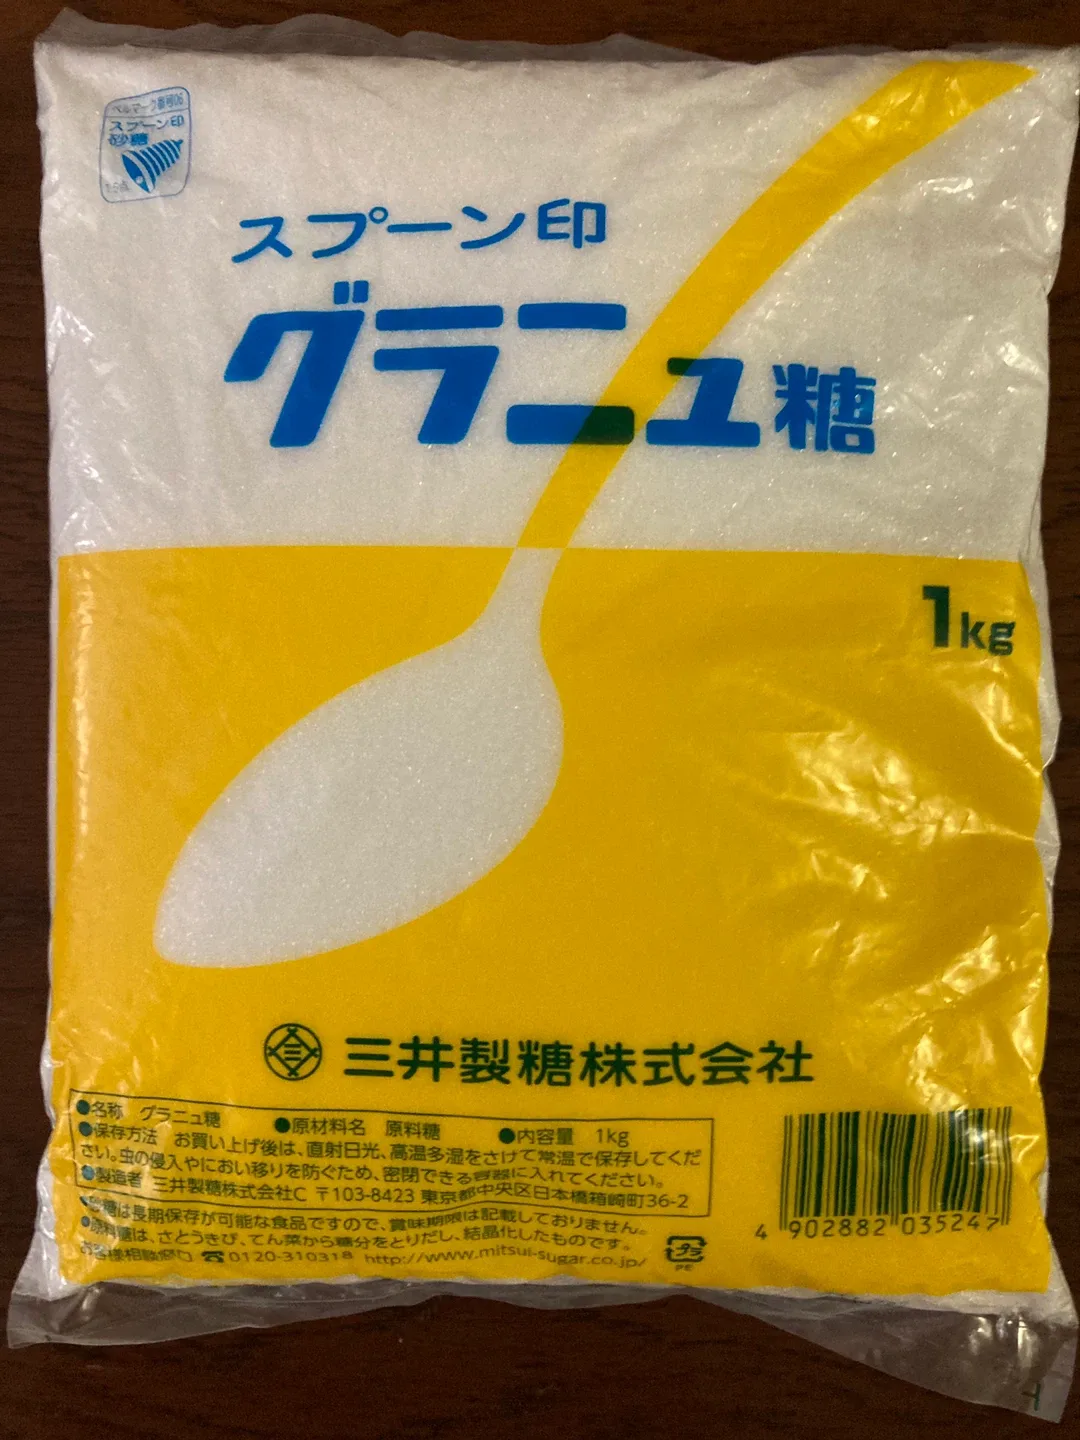 ベルマーク番号06
スプーン印
砂糖
1.5点
スプーン印
グラニュ糖
1kg
三井製糖株式会社
●名称 グラニュ糖 ●原材料名 原料糖 ●内容量 1kg
●保存方法 お買い上げ後は、直射日光、高温多湿をさけて常温で保存してくだ
さい。虫の侵入やにおい移りを防ぐため、密閉できる容器に入れてください。
●製造者 三井製糖株式会社C 〒103-8423 東京都中央区日本橋箱崎町36-2
●砂糖は長期保存が可能な食品ですので、賞味期限は記載しておりません。
●原料糖は、さとうきび、てん菜から糖分をとりだし、結晶化したものです。
お客様相談窓口 ☎0120-310318 http://www.mitsui-sugar.co.jp/
プラ
PE
4 902882 035247